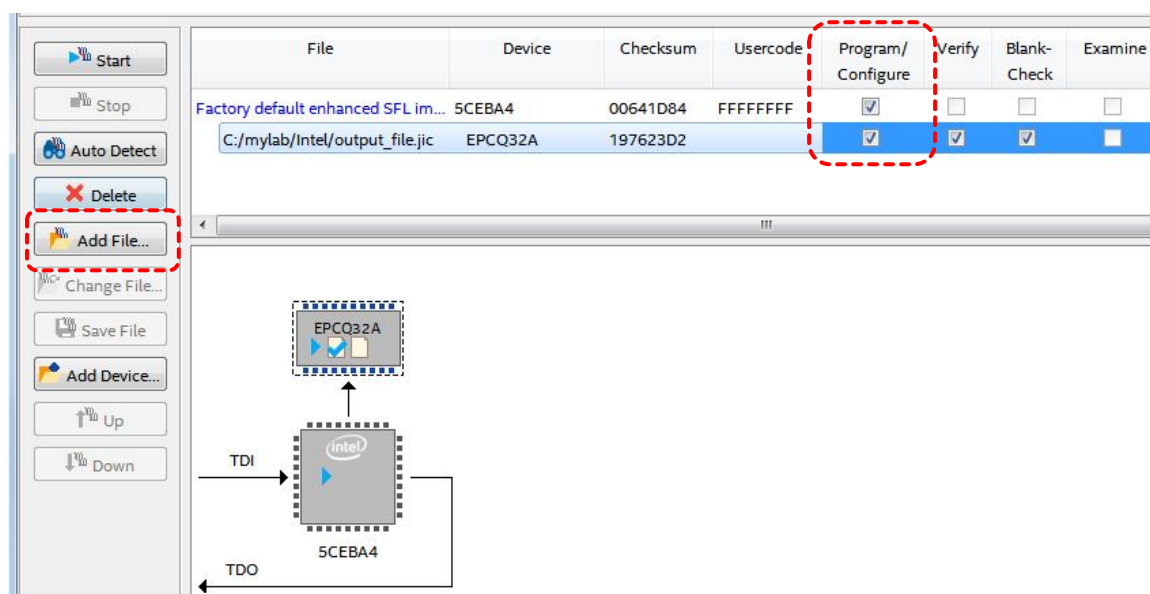 Start
Stop
Auto Detect
Delete
Add File...
Change File...
Save File
Add Device...
Up
Down
File Device Checksum Usercode Program/ Configure Verify Blank- Check Examine
Factory default enhanced SFL im... 5CEBA4 00641D84 FFFFFFFF
C:/mylab/Intel/output_file.jic EPCQ32A 197623D2
EPCQ32A
intel
TDI
5CEBA4
TDO